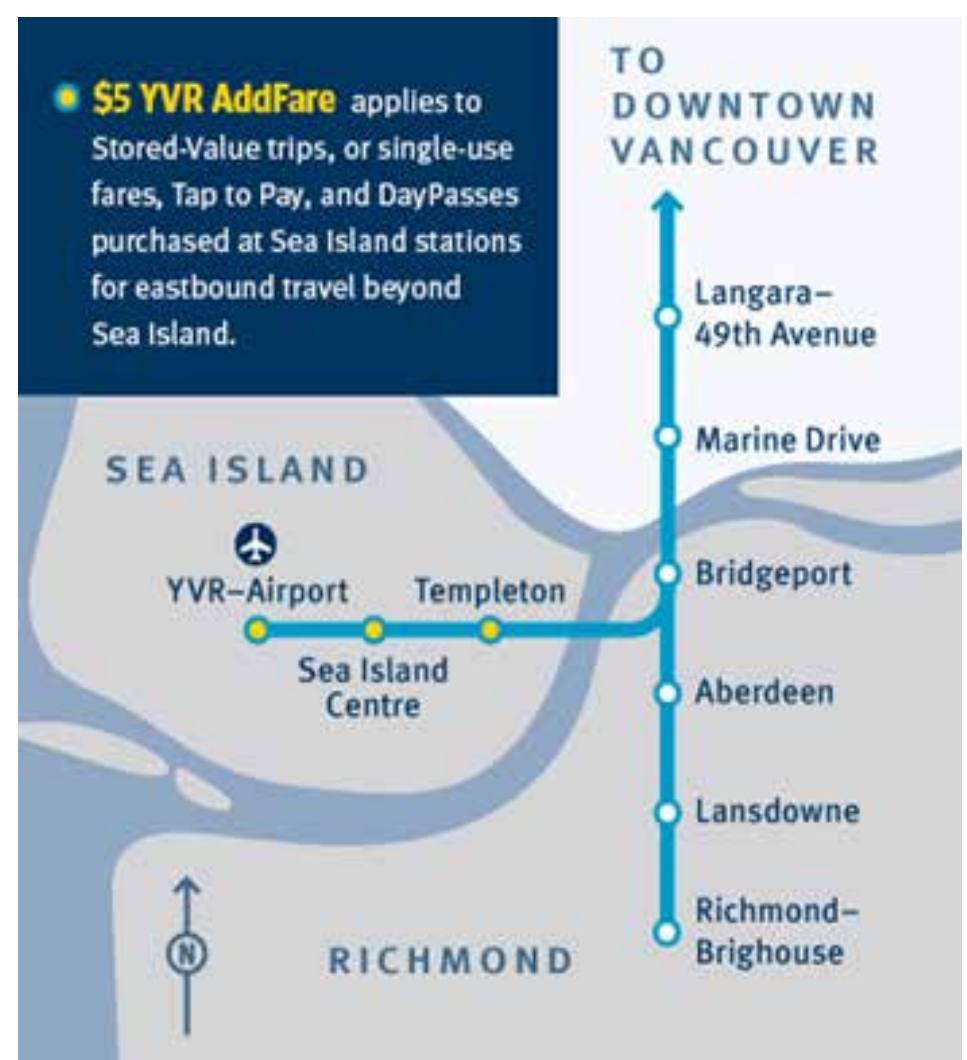 $5 YVR AddFare applies to
Stored-Value trips, or single-use
fares, Tap to Pay, and DayPasses
purchased at Sea Island stations
for eastbound travel beyond
Sea Island.
TO
DOWNTOWN
VANCOUVER
Langara–
49th Avenue
Marine Drive
SEA ISLAND
Bridgeport
YVR–Airport
Templeton
Sea Island
Centre
Aberdeen
Lansdowne
Richmond–
Brighouse
N
RICHMOND